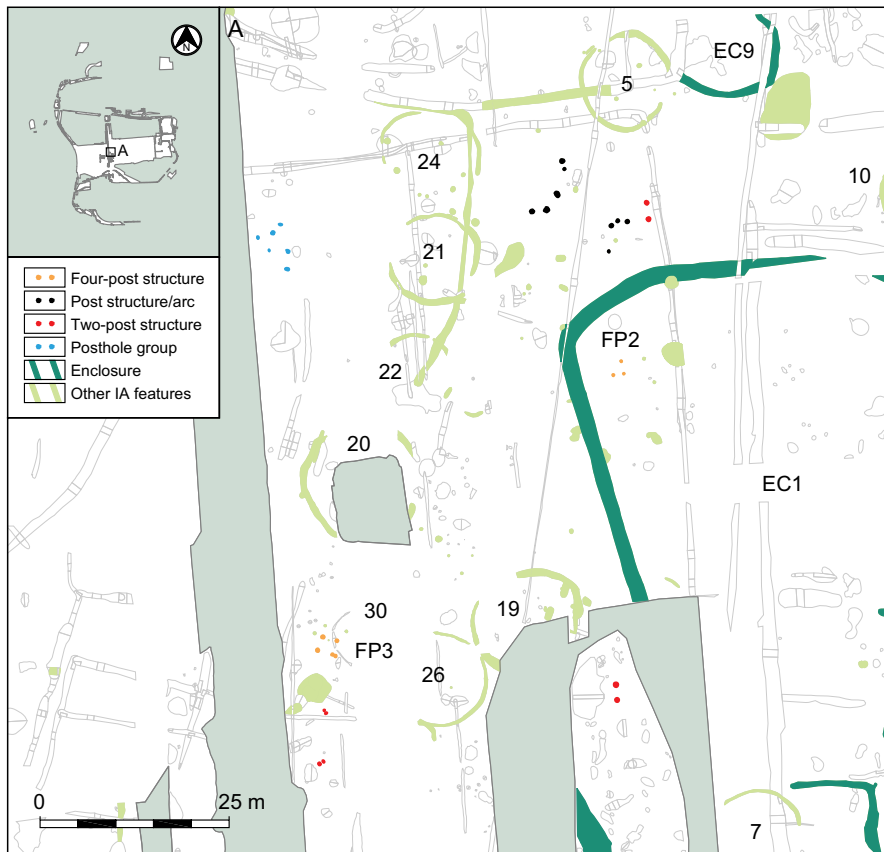 N
A
A
Four-post structure
Post structure/arc
Two-post structure
Posthole group
Enclosure
Other IA features
EC9
5
24
10
21
FP2
22
20
EC1
19
30
FP3
26
0 25 m
7